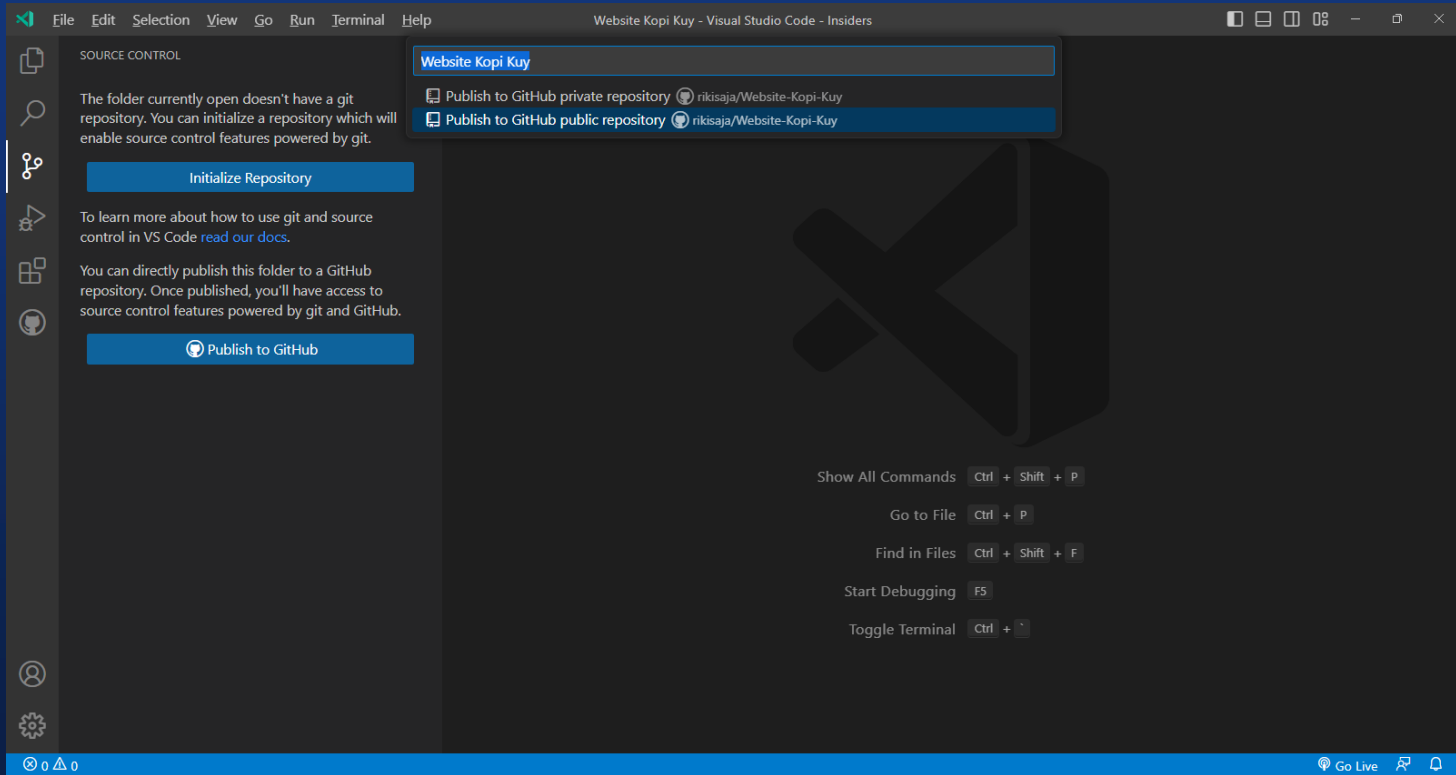 File Edit Selection View Go Run Terminal Help
Website Kopi Kuy - Visual Studio Code - Insiders
Website Kopi Kuy
Publish to GitHub private repository rikisaja/Website-Kopi-Kuy
Publish to GitHub public repository rikisaja/Website-Kopi-Kuy
SOURCE CONTROL
The folder currently open doesn't have a git
repository. You can initialize a repository which will
enable source control features powered by git.
Initialize Repository
To learn more about how to use git and source
control in VS Code read our docs.
You can directly publish this folder to a GitHub
repository. Once published, you'll have access to
source control features powered by git and GitHub.
Publish to GitHub
Show All Commands Ctrl + Shift + P
Go to File Ctrl + P
Find in Files Ctrl + Shift + F
Start Debugging F5
Toggle Terminal Ctrl + `
0 0
Go Live